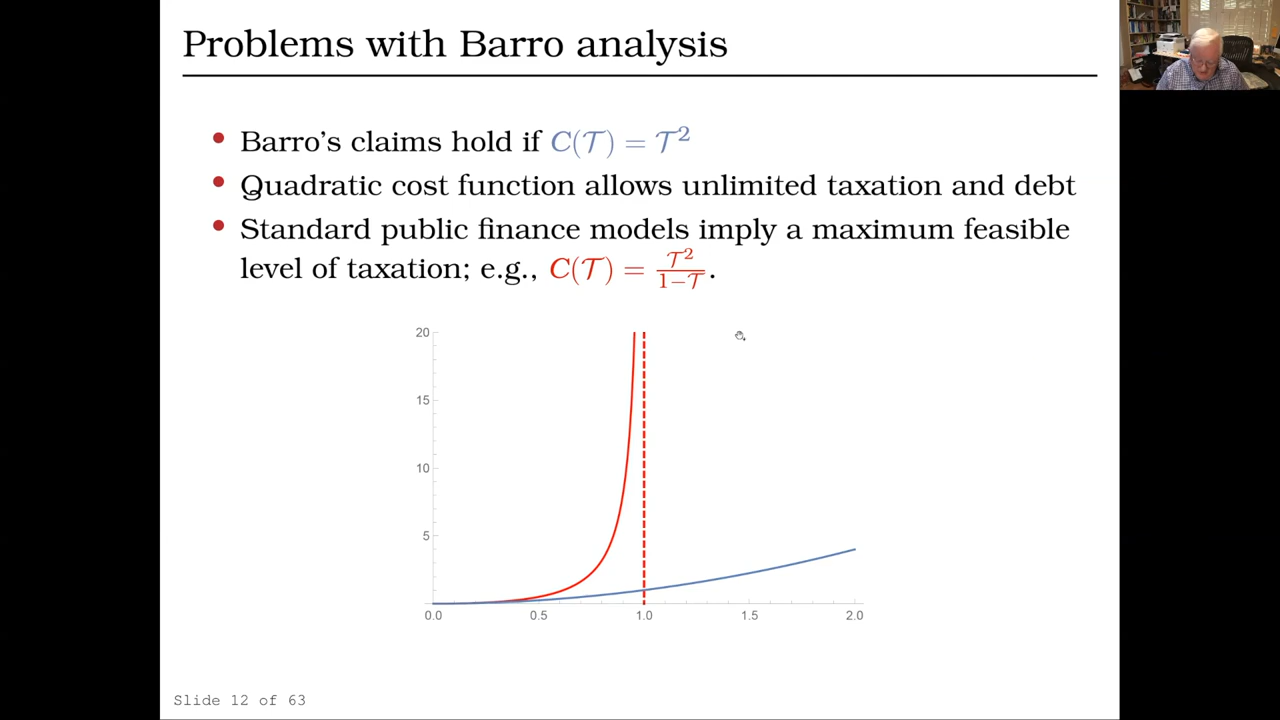 Problems with Barro analysis
• Barro's claims hold if C(𝒯) = 𝒯²
• Quadratic cost function allows unlimited taxation and debt
• Standard public finance models imply a maximum feasible
level of taxation; e.g., C(𝒯) = 𝒯²/(1−𝒯).
20
15
10
5
0.0 0.5 1.0 1.5 2.0
Slide 12 of 63